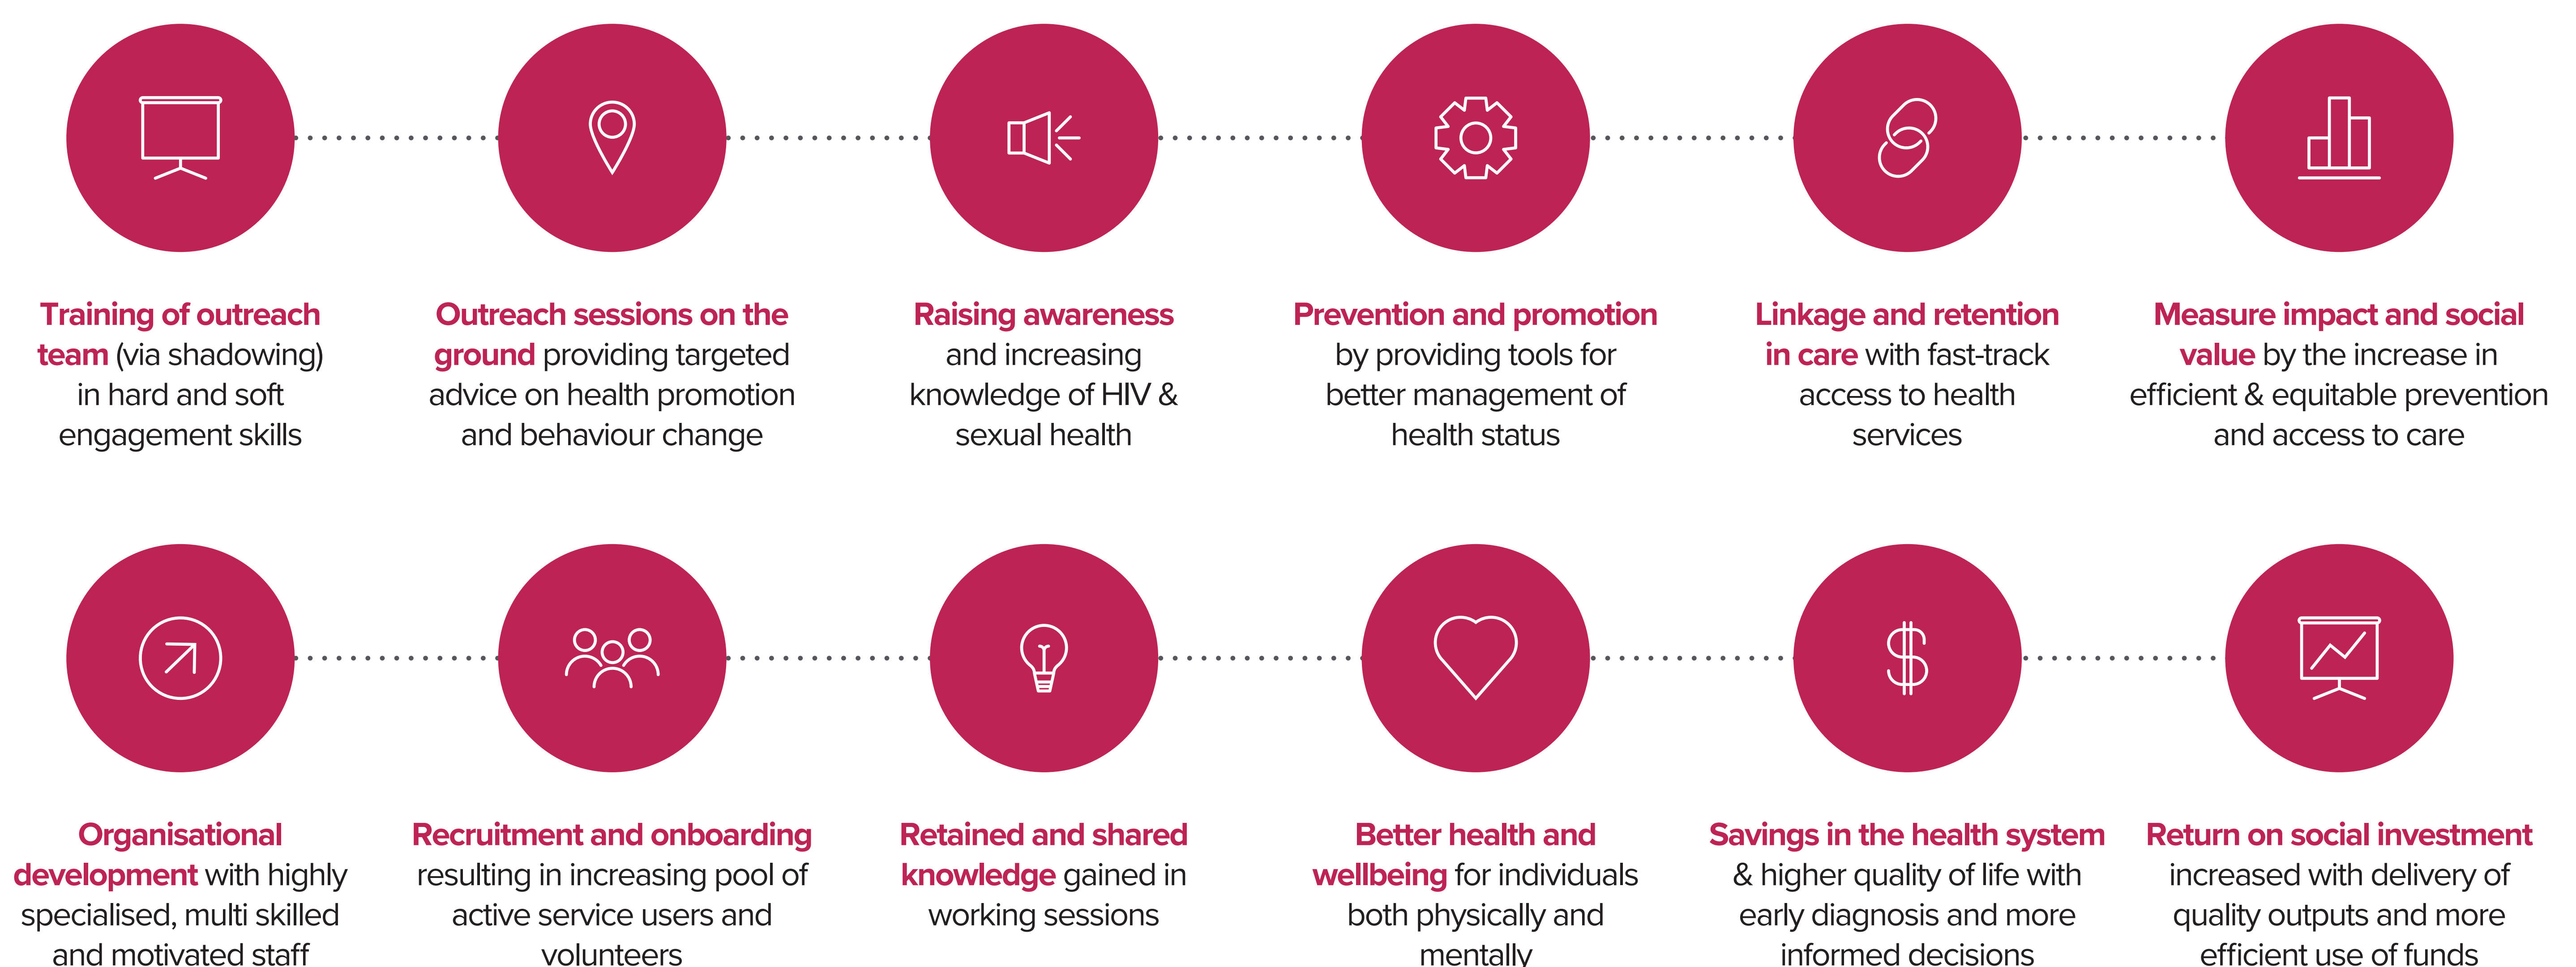 Training of outreach
team (via shadowing)
in hard and soft
engagement skills
Outreach sessions on the
ground providing targeted
advice on health promotion
and behaviour change
Raising awareness
and increasing
knowledge of HIV &
sexual health
Prevention and promotion
by providing tools for
better management of
health status
Linkage and retention
in care with fast-track
access to health
services
Measure impact and social
value by the increase in
efficient & equitable prevention
and access to care
Organisational
development with highly
specialised, multi skilled
and motivated staff
Recruitment and onboarding
resulting in increasing pool of
active service users and
volunteers
Retained and shared
knowledge gained in
working sessions
Better health and
wellbeing for individuals
both physically and
mentally
Savings in the health system
& higher quality of life with
early diagnosis and more
informed decisions
Return on social investment
increased with delivery of
quality outputs and more
efficient use of funds